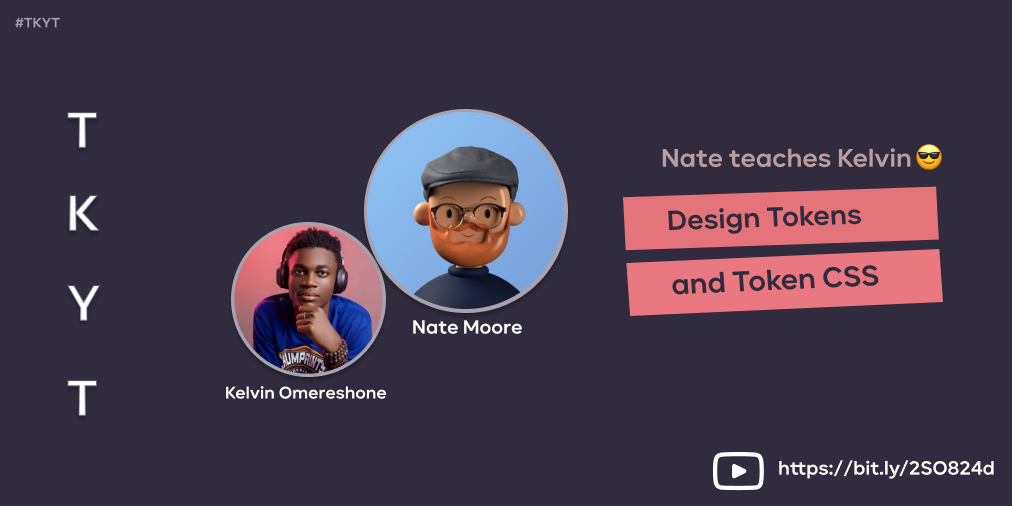 #TKYT
T
K
Y
T
Nate teaches Kelvin
Design Tokens
and Token CSS
Nate Moore
Kelvin Omereshone
https://bit.ly/2SO824d